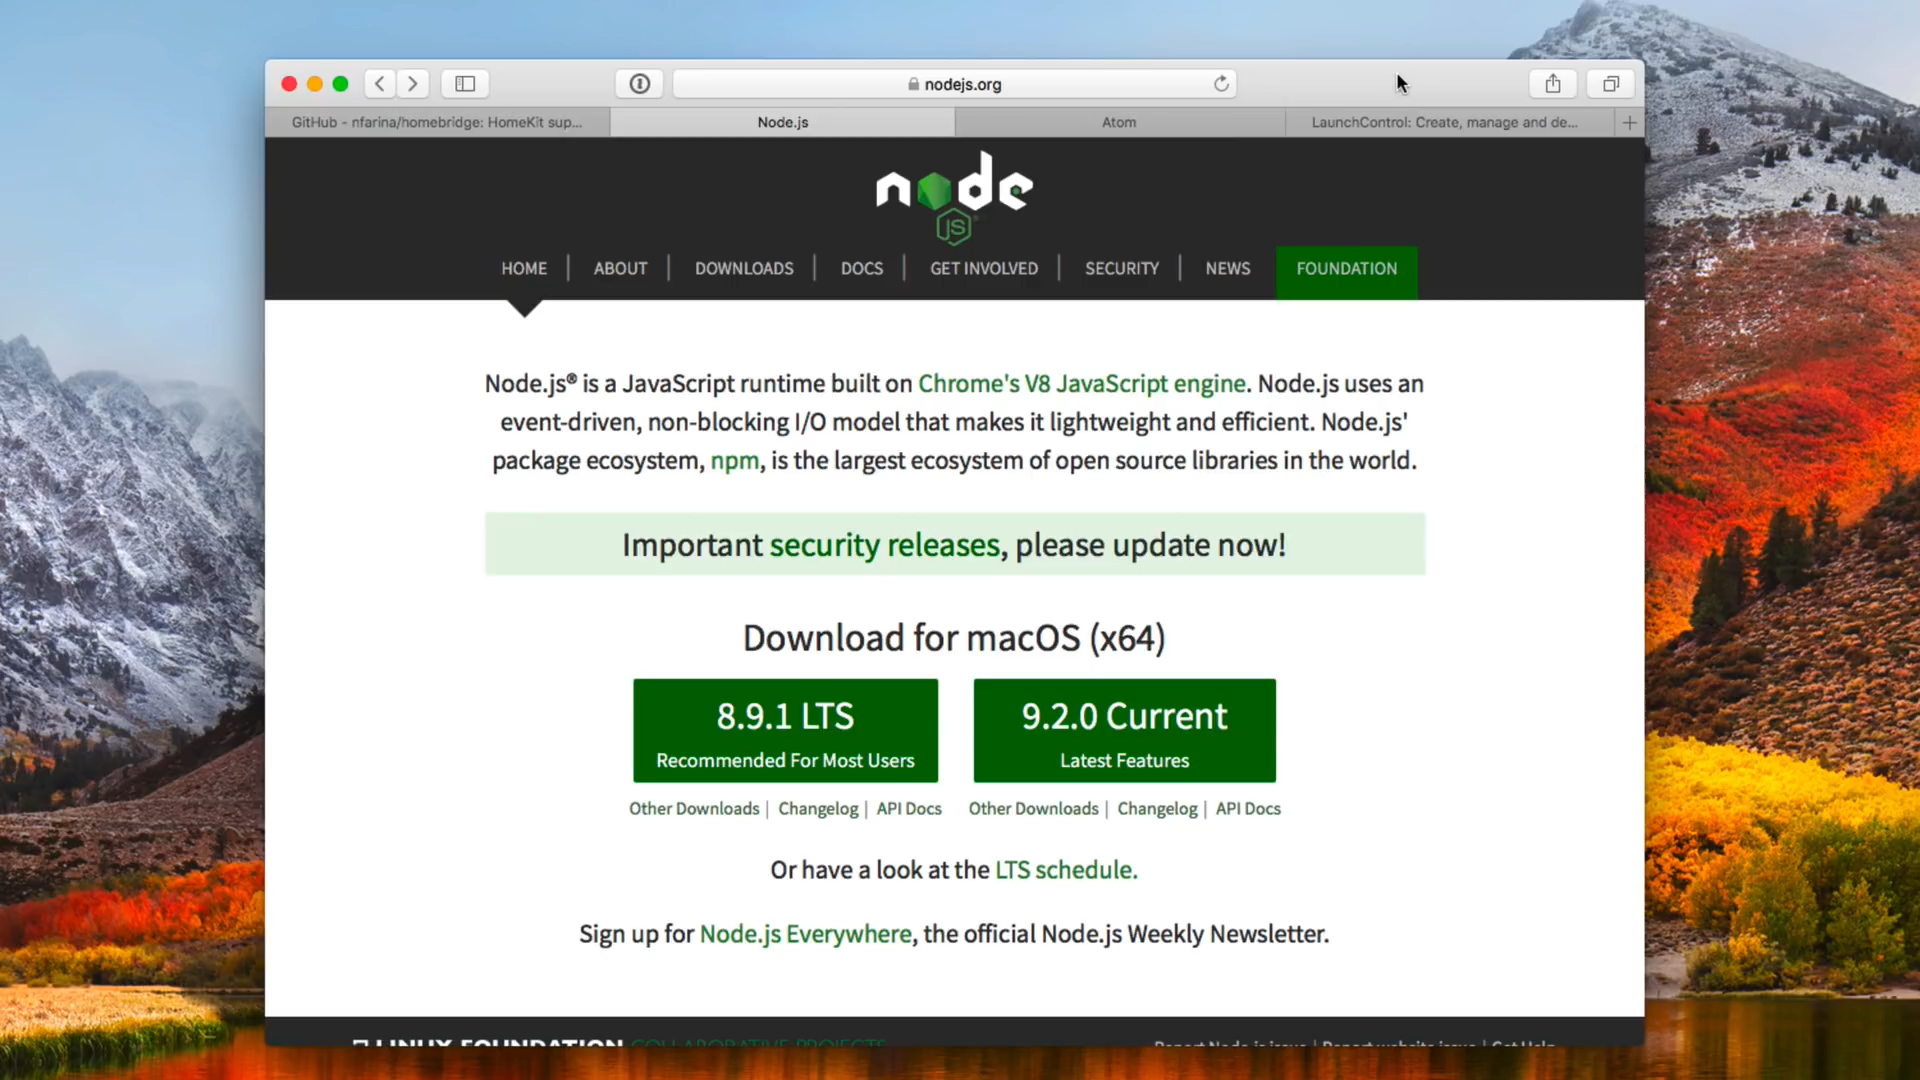 nodejs.org
GitHub - nfarina/homebridge: HomeKit sup...
Node.js
Atom
LaunchControl: Create, manage and de...
node
JS
HOME | ABOUT | DOWNLOADS | DOCS | GET INVOLVED | SECURITY | NEWS FOUNDATION
Node.js® is a JavaScript runtime built on Chrome's V8 JavaScript engine. Node.js uses an
event-driven, non-blocking I/O model that makes it lightweight and efficient. Node.js'
package ecosystem, npm, is the largest ecosystem of open source libraries in the world.
Important security releases, please update now!
Download for macOS (x64)
8.9.1 LTS
Recommended For Most Users
9.2.0 Current
Latest Features
Other Downloads | Changelog | API Docs
Other Downloads | Changelog | API Docs
Or have a look at the LTS schedule.
Sign up for Node.js Everywhere, the official Node.js Weekly Newsletter.
LINUX FOUNDATION COLLABORATIVE PROJECTS
Report Node.js issue | Report website issue | Get Help